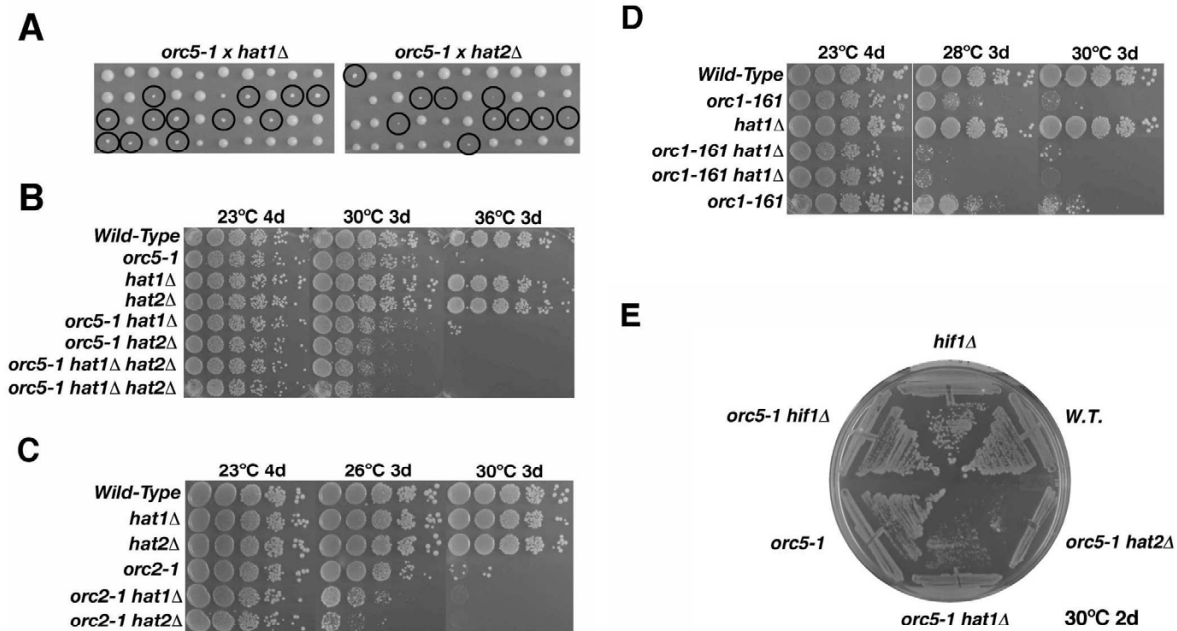 A
orc5-1 x hat1Δ
orc5-1 x hat2Δ
B
23°C 4d
30°C 3d
36°C 3d
Wild-Type
orc5-1
hat1Δ
hat2Δ
orc5-1 hat1Δ
orc5-1 hat2Δ
orc5-1 hat1Δ hat2Δ
orc5-1 hat1Δ hat2Δ
C
23°C 4d
26°C 3d
30°C 3d
Wild-Type
hat1Δ
hat2Δ
orc2-1
orc2-1 hat1Δ
orc2-1 hat2Δ
D
23°C 4d
28°C 3d
30°C 3d
Wild-Type
orc1-161
hat1Δ
orc1-161 hat1Δ
orc1-161 hat1Δ
orc1-161
E
hif1Δ
orc5-1 hif1Δ
W.T.
orc5-1
orc5-1 hat2Δ
orc5-1 hat1Δ
30°C 2d